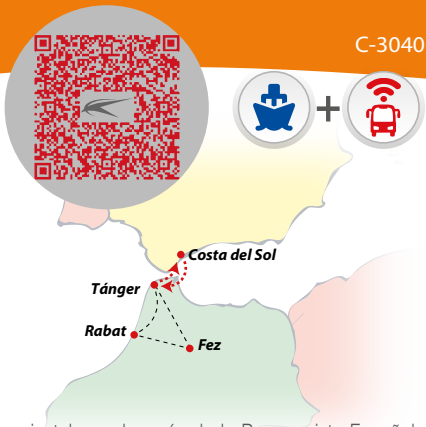 C-3040
+
Costa del Sol
Tánger
Rabat
Fez